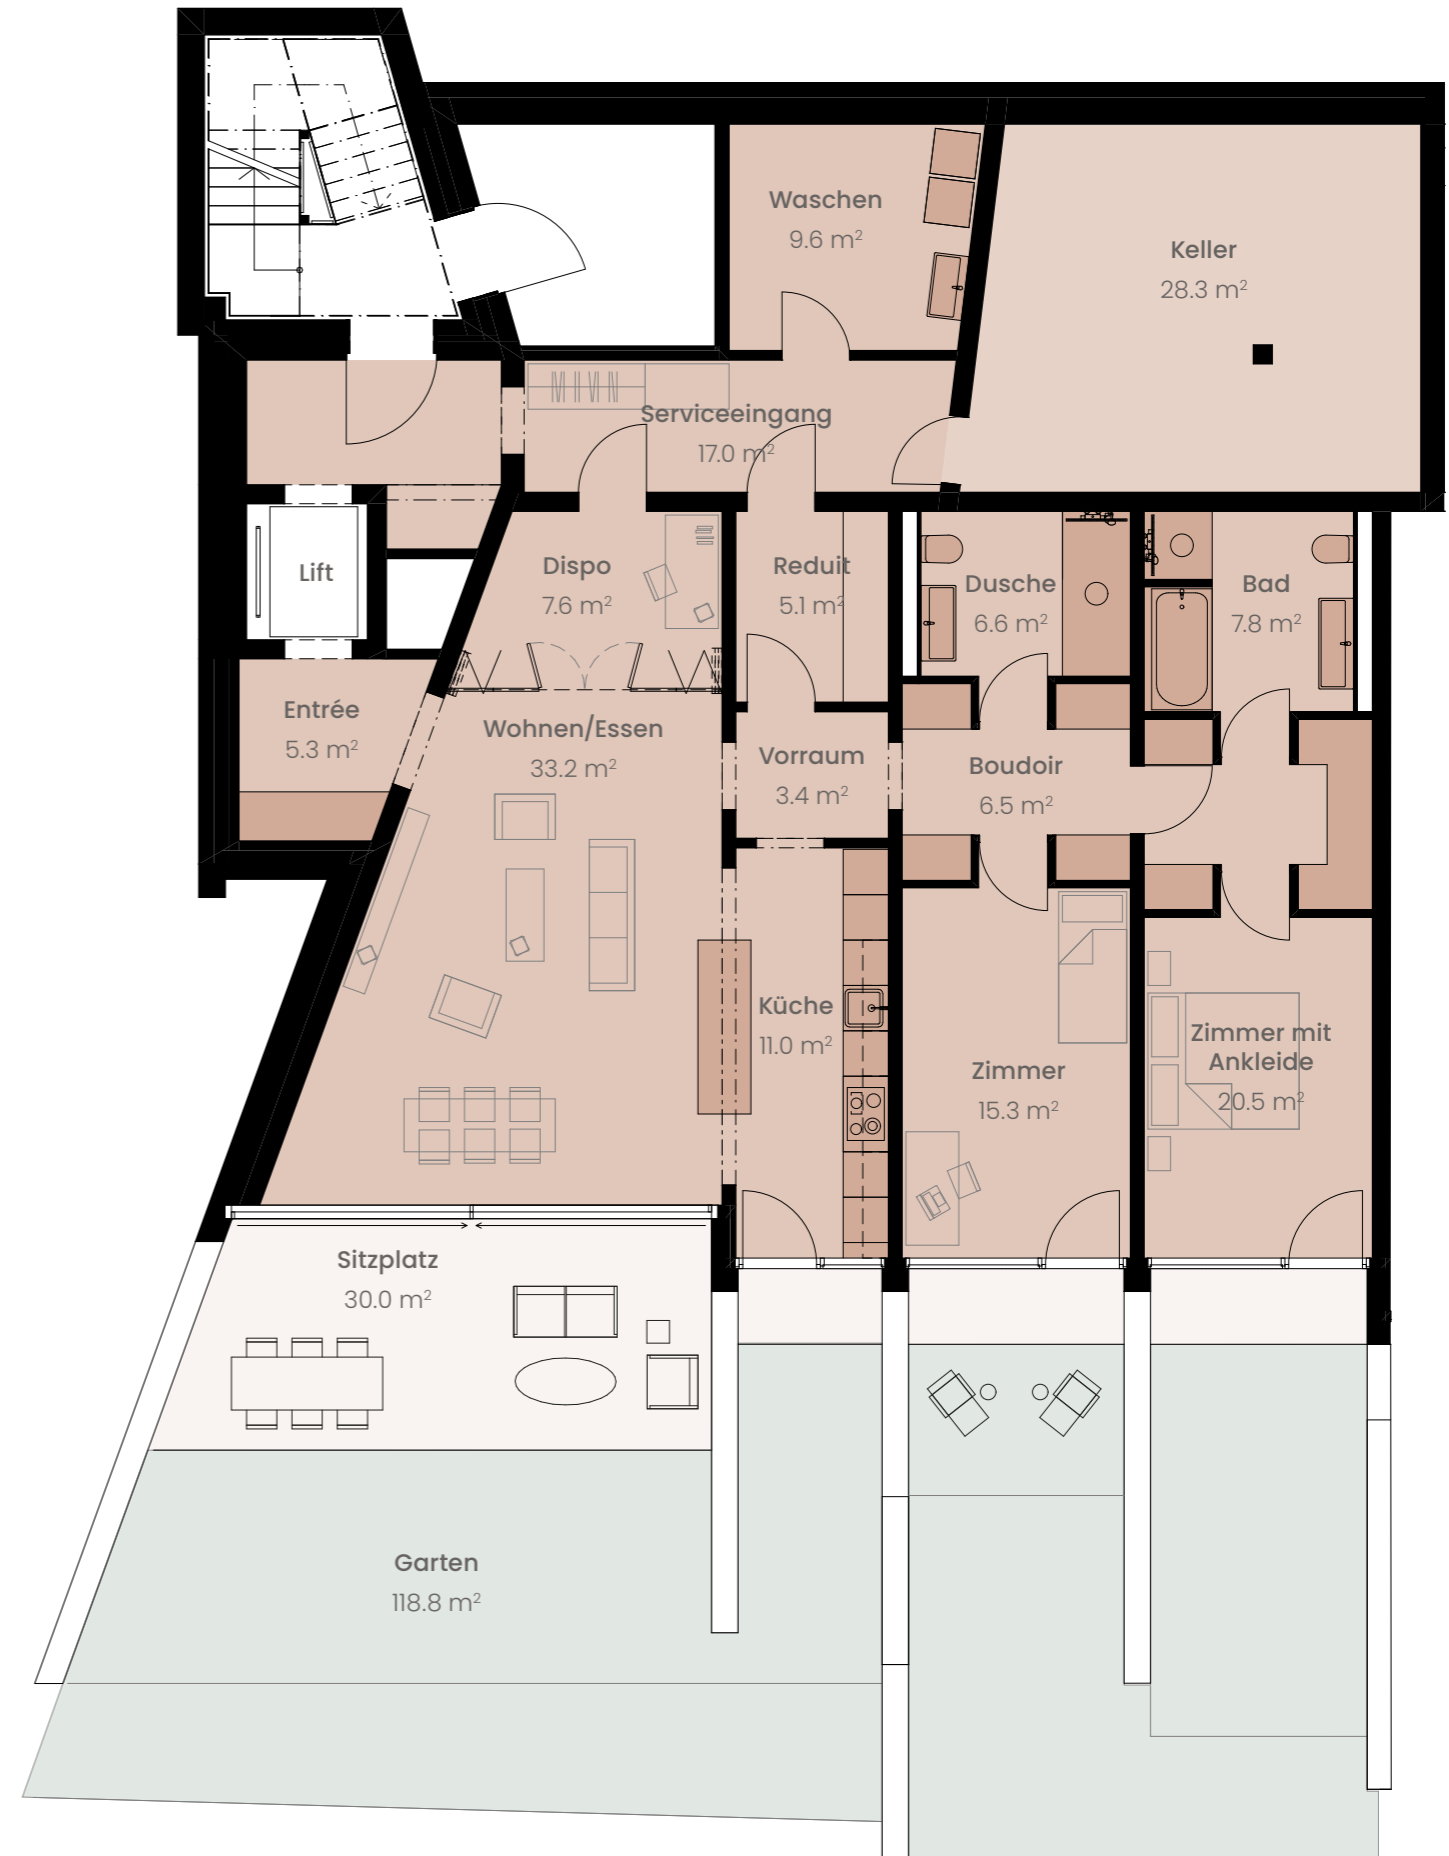 Waschen
9.6 m²
Keller
28.3 m²
Serviceeingang
17.0 m²
Lift
Dispo
7.6 m²
Reduit
5.1 m²
Dusche
6.6 m²
Bad
7.8 m²
Entrée
5.3 m²
Wohnen/Essen
33.2 m²
Vorraum
3.4 m²
Boudoir
6.5 m²
Küche
11.0 m²
Zimmer
15.3 m²
Zimmer mit
Ankleide
20.5 m²
Sitzplatz
30.0 m²
Garten
118.8 m²